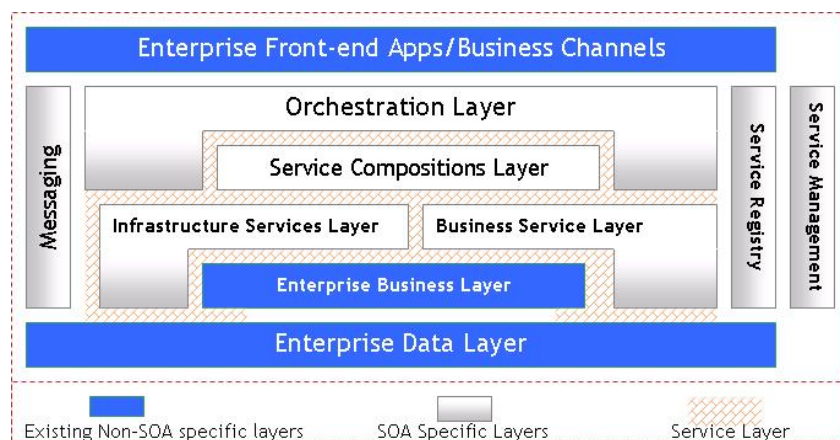 Enterprise Front-end Apps/Business Channels
Messaging
Orchestration Layer
Service Compositions Layer
Infrastructure Services Layer
Business Service Layer
Enterprise Business Layer
Service Registry
Service Management
Enterprise Data Layer
Existing Non-SOA specific layers
SOA Specific Layers
Service Layer